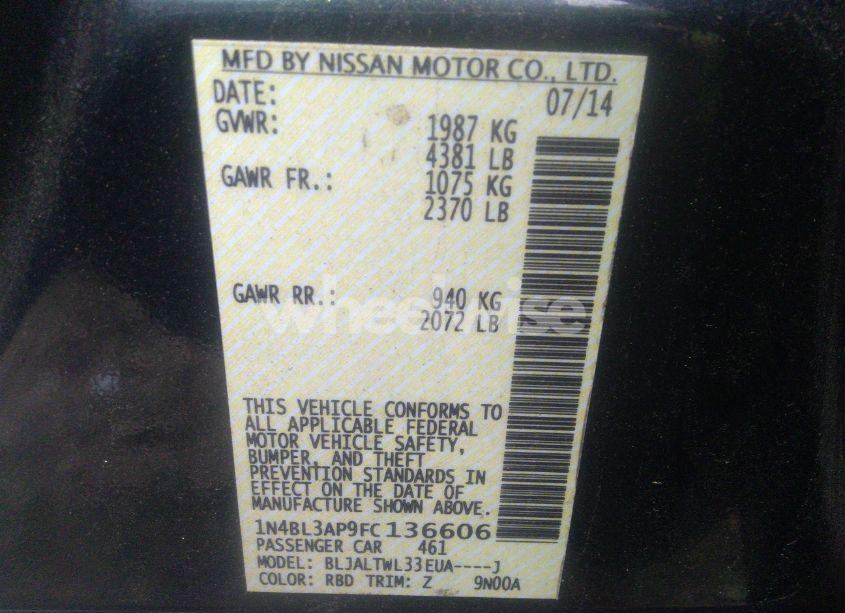 MFD BY NISSAN MOTOR CO., LTD.
DATE: 07/14
GVWR: 1987 KG
4381 LB
GAWR FR.: 1075 KG
2370 LB
GAWR RR.: 940 KG
2072 LB
wheelwise
THIS VEHICLE CONFORMS TO
ALL APPLICABLE FEDERAL
MOTOR VEHICLE SAFETY,
BUMPER, AND THEFT
PREVENTION STANDARDS IN
EFFECT ON THE DATE OF
MANUFACTURE SHOWN ABOVE.
1N4BL3AP9FC136606
PASSENGER CAR 461
MODEL: BLJALTWL33EUA----J
COLOR: RBD TRIM: Z 9N00A